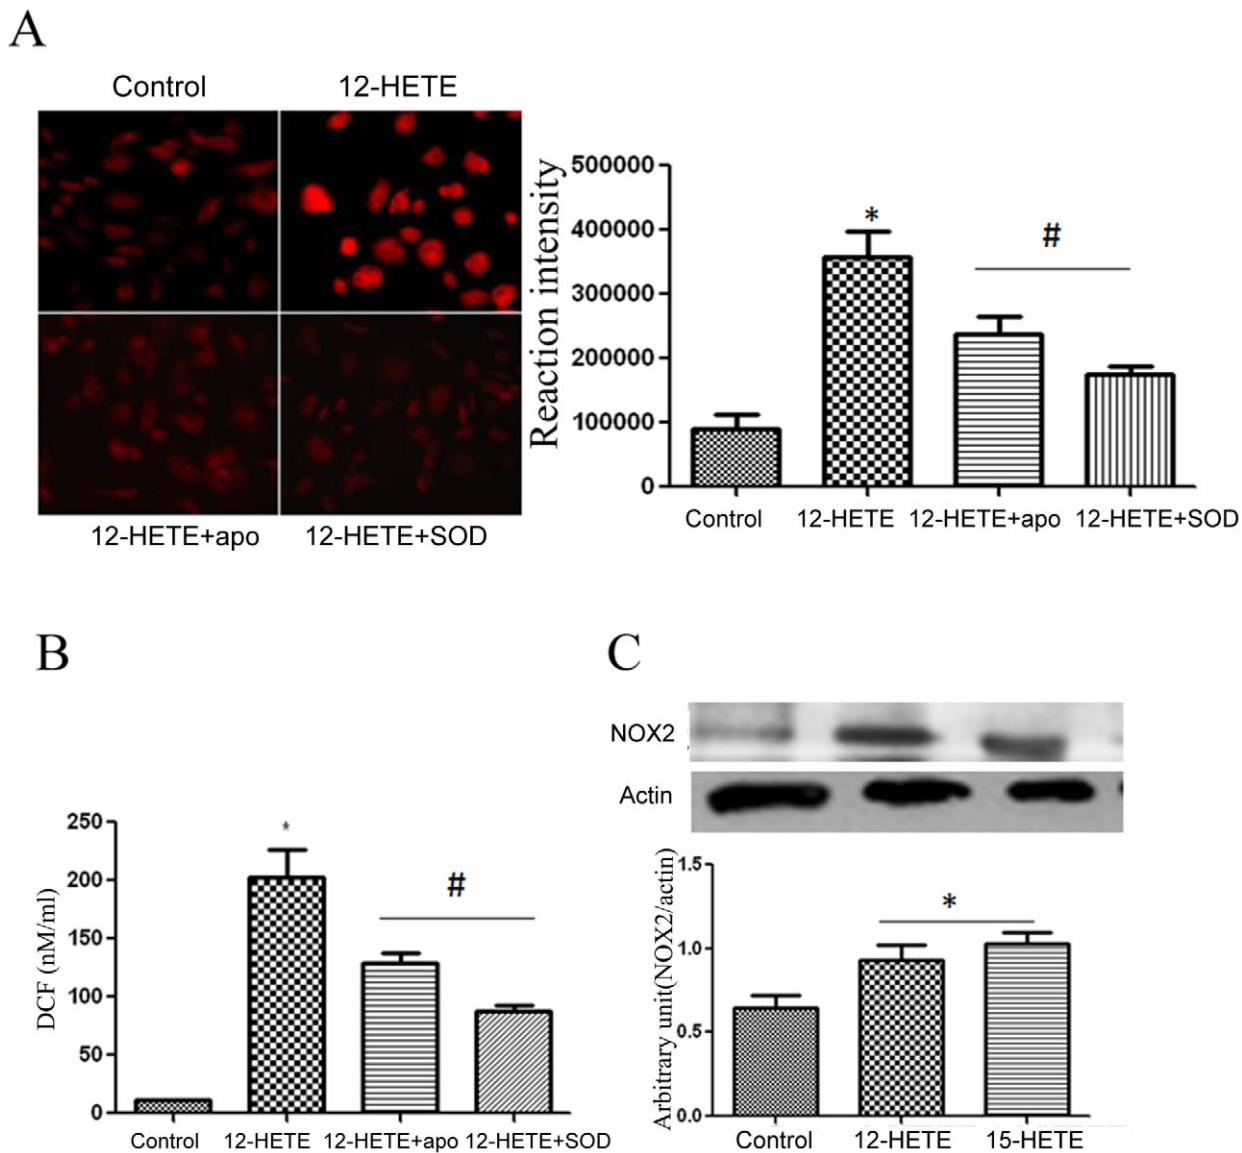 A
Control
12-HETE
12-HETE+apo
12-HETE+SOD
Reaction intensity
500000
400000
300000
200000
100000
0
*
#
Control
12-HETE
12-HETE+apo
12-HETE+SOD
B
DCF (nM/ml)
250
200
150
100
50
0
*
#
Control
12-HETE
12-HETE+apo
12-HETE+SOD
C
NOX2
Actin
Arbitrary unit(NOX2/actin)
1.5
1.0
0.5
0.0
*
Control
12-HETE
15-HETE